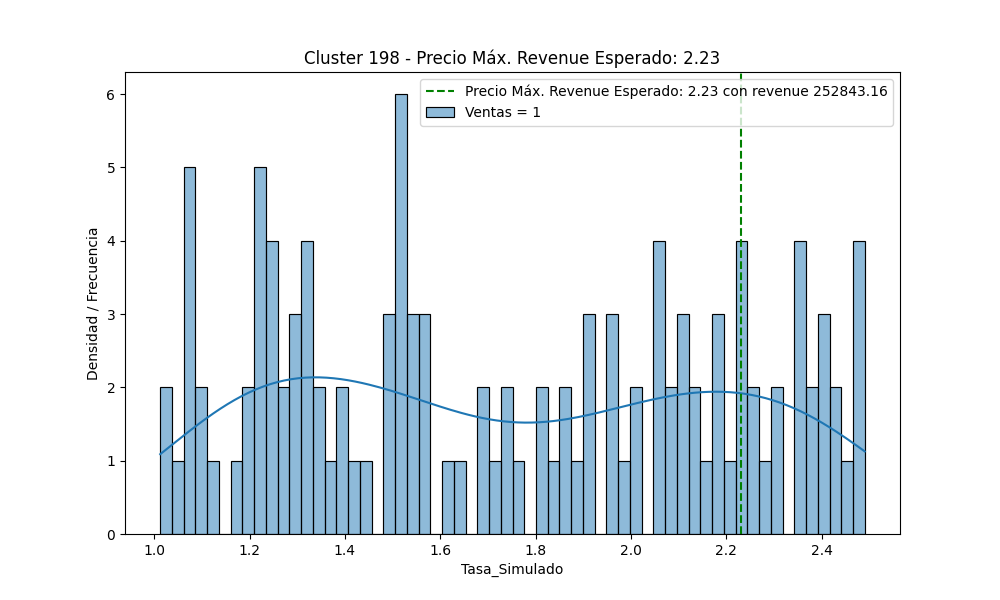 Cluster 198 - Precio Máx. Revenue Esperado: 2.23
Precio Máx. Revenue Esperado: 2.23 con revenue 252843.16
Ventas = 1
Densidad / Frecuencia
6
5
4
3
2
1
0
1.0 1.2 1.4 1.6 1.8 2.0 2.2 2.4
Tasa_Simulado